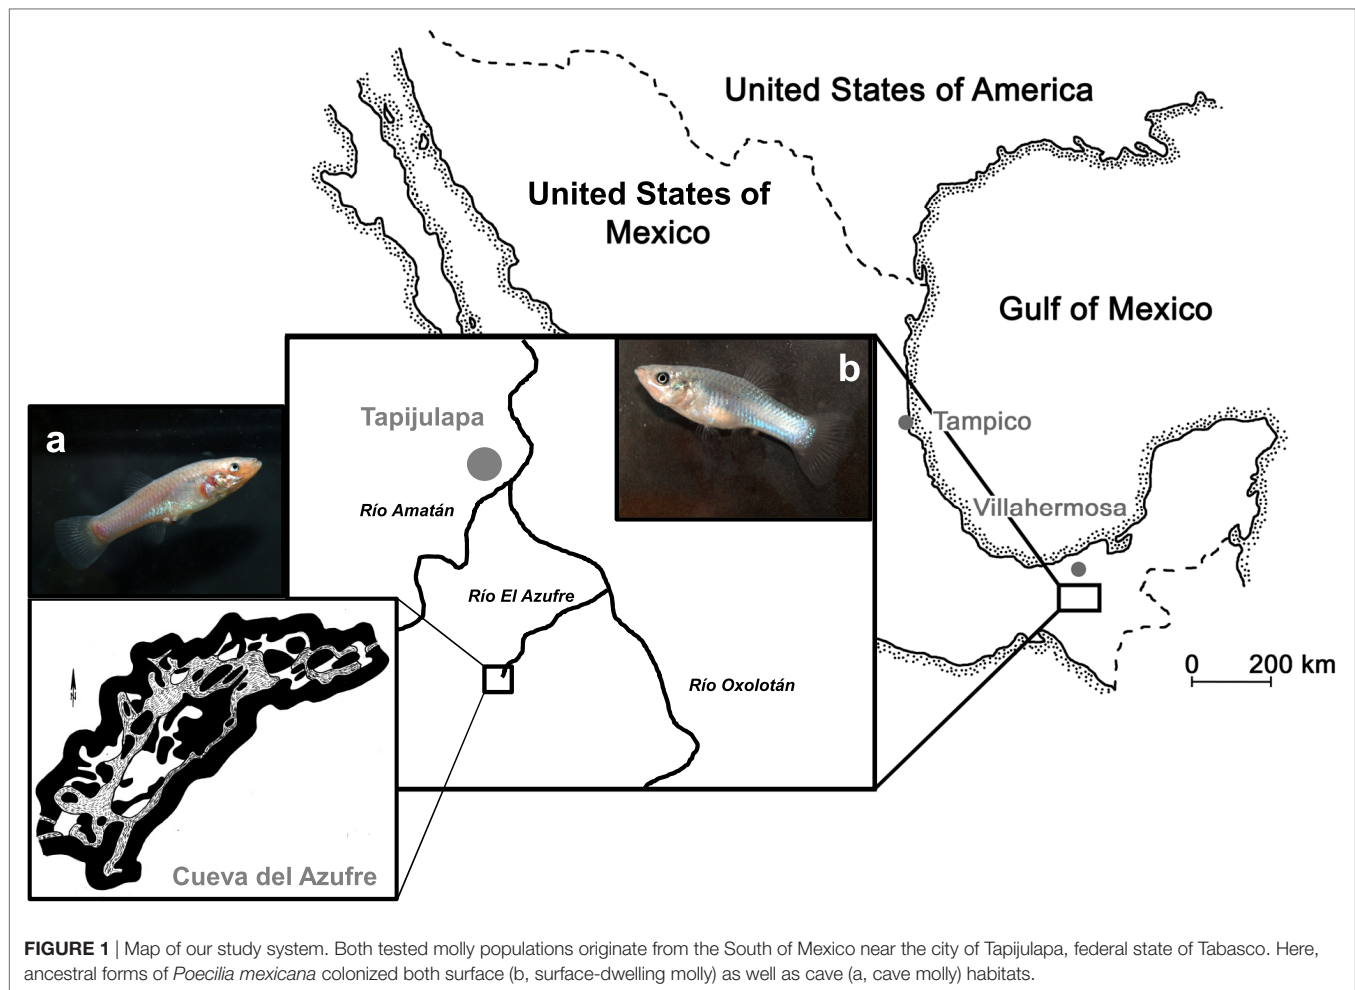 United States of America
United States of
Mexico
Gulf of Mexico
b
Tapijulapa
a
Tampico
Villahermosa
Río Amatán
Río El Azufre
Río Oxolotán
0 200 km
N
Cueva del Azufre
FIGURE 1 | Map of our study system. Both tested molly populations originate from the South of Mexico near the city of Tapijulapa, federal state of Tabasco. Here,
ancestral forms of Poecilia mexicana colonized both surface (b, surface-dwelling molly) as well as cave (a, cave molly) habitats.